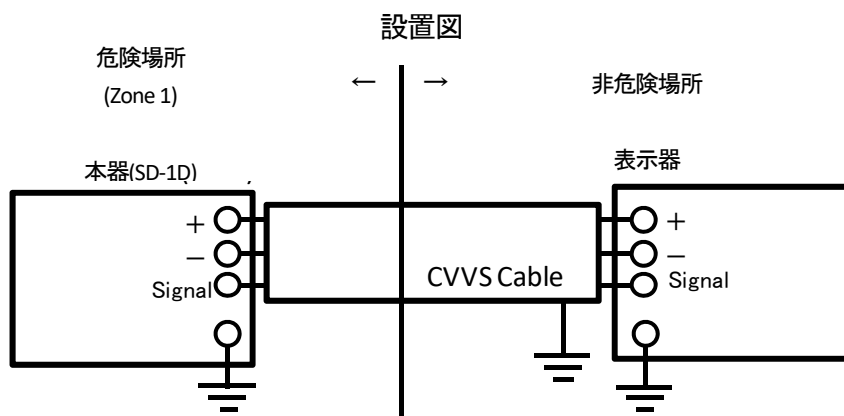 設置図
危険場所
(Zone 1)
← →
非危険場所
本器(SD-1D)
表示器
+
−
Signal
CVVS Cable
+
−
Signal